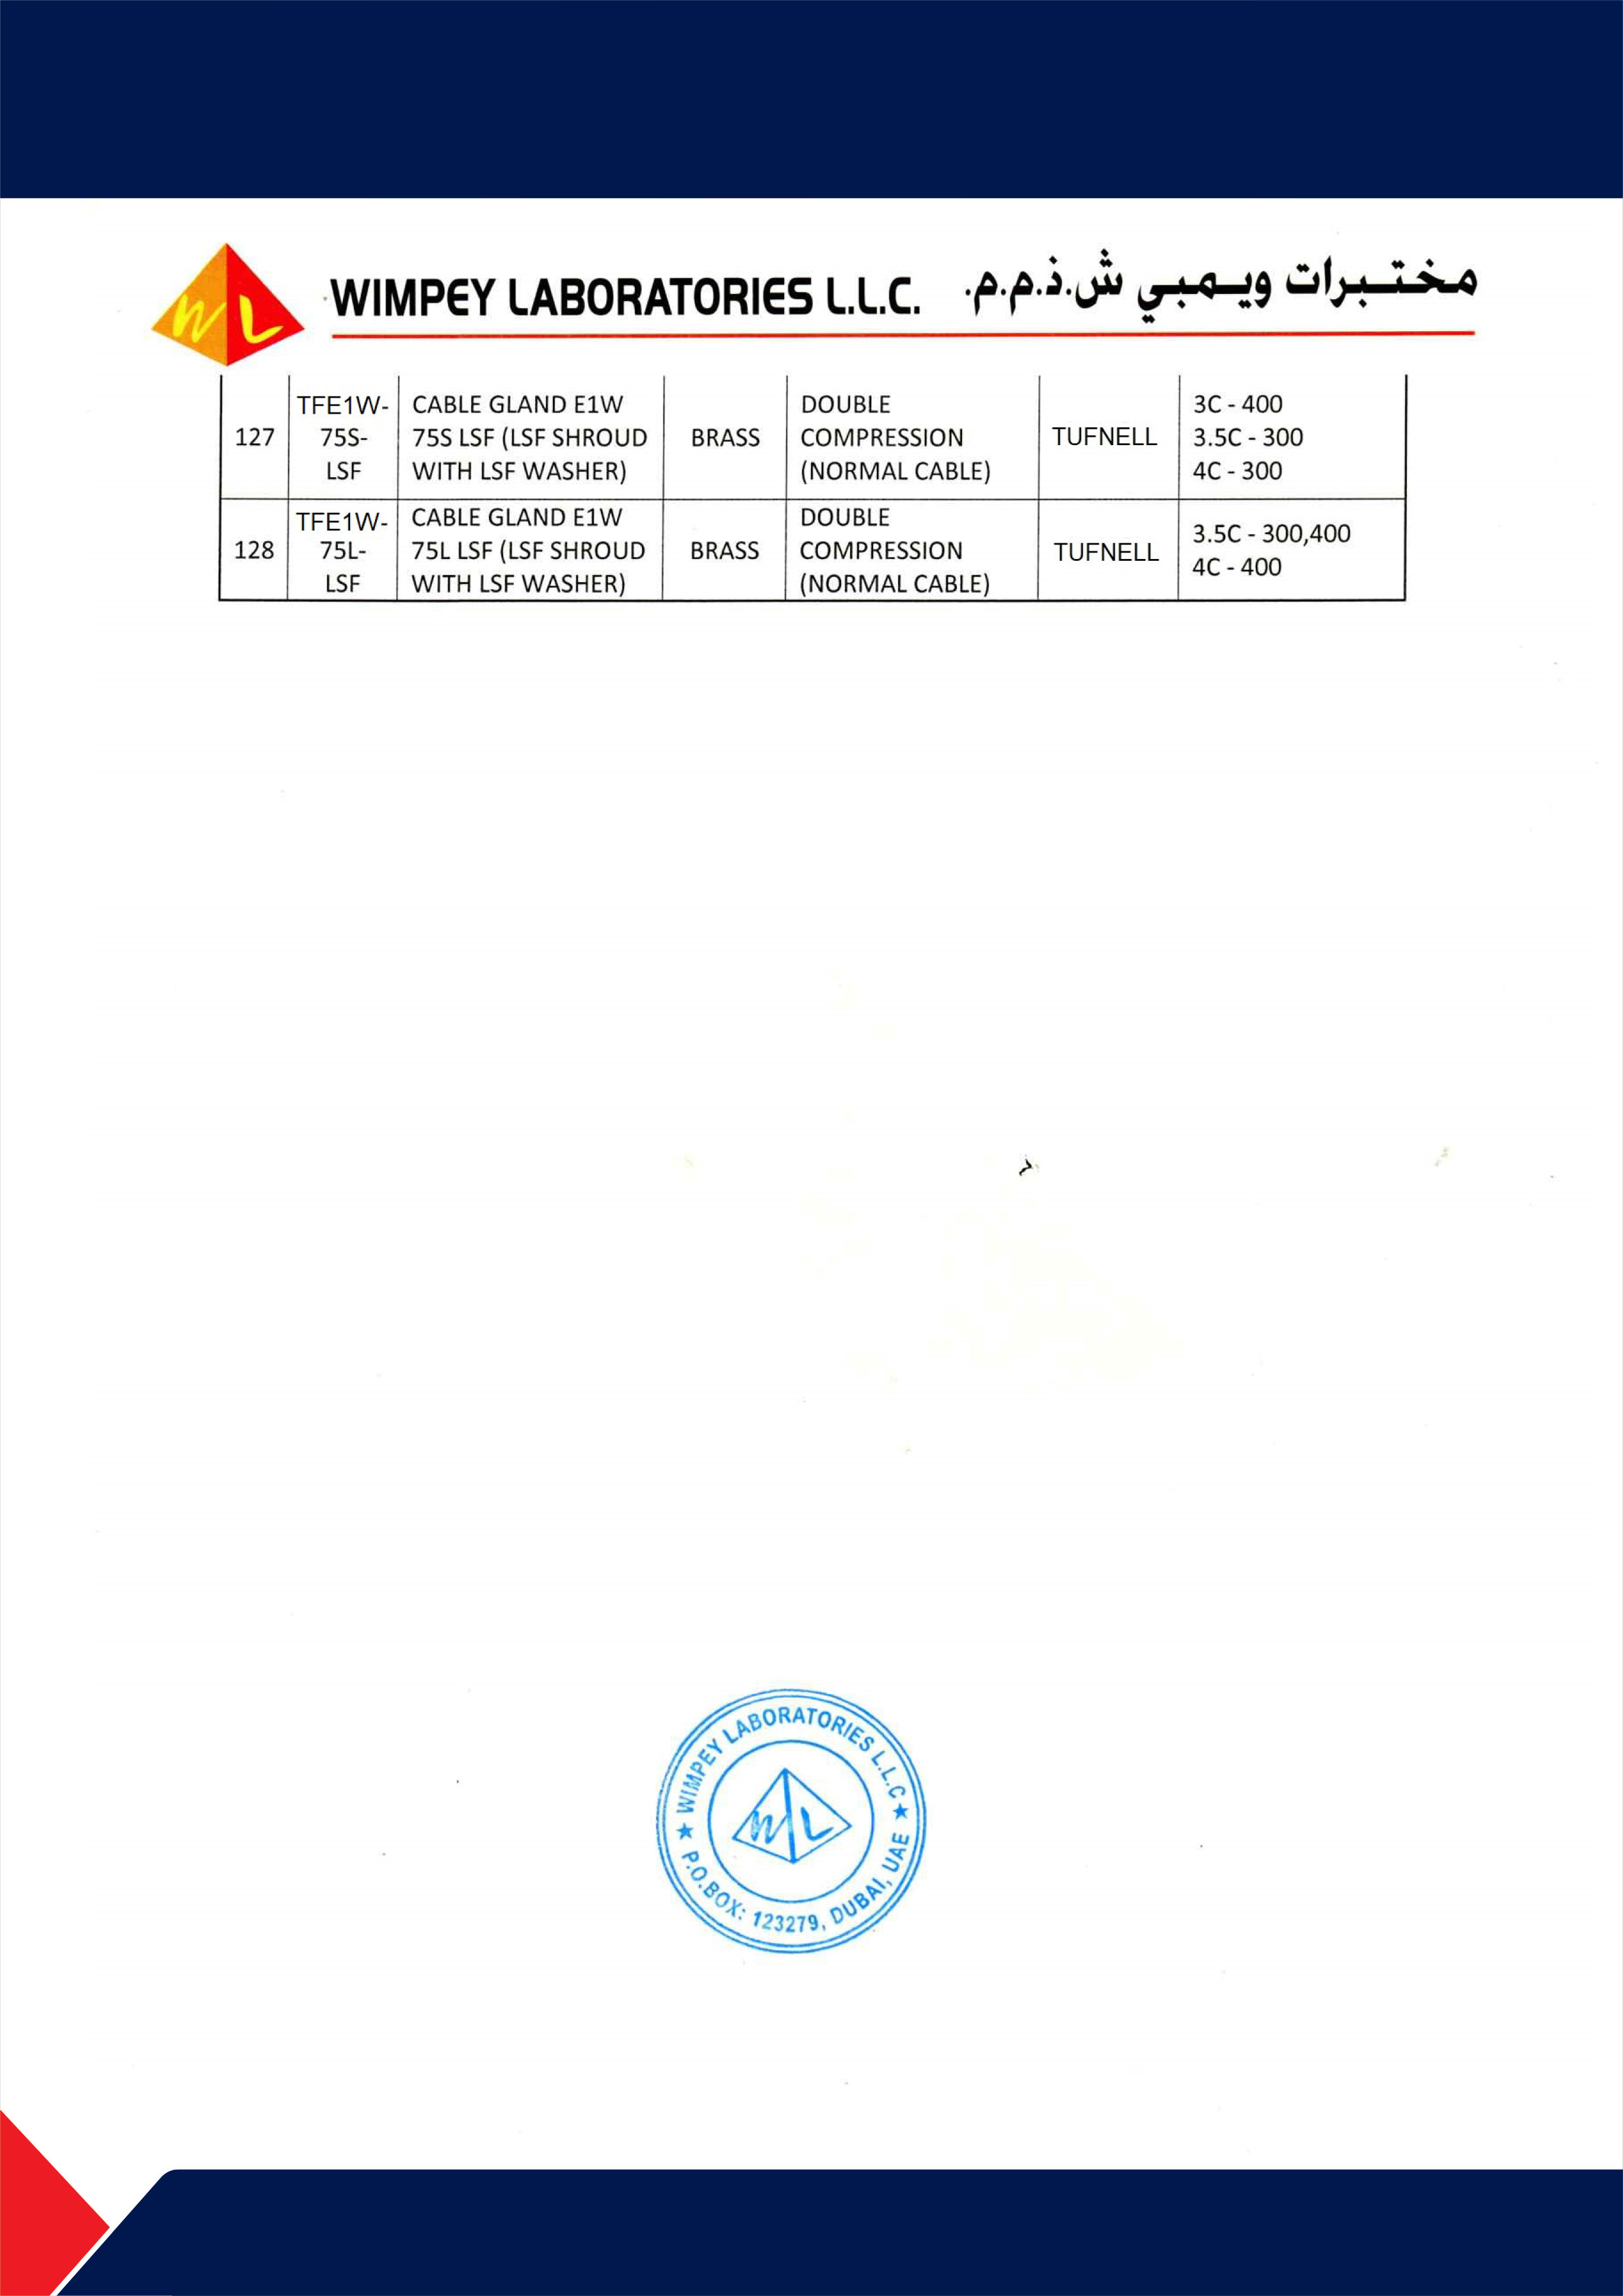 WL
WIMPEY LABORATORIES L.L.C. مختبرات ويمبي ش.ذ.م.م.
127 TFE1W-75S-LSF CABLE GLAND E1W 75S LSF (LSF SHROUD WITH LSF WASHER) BRASS DOUBLE COMPRESSION (NORMAL CABLE) TUFNELL 3C - 400 3.5C - 300 4C - 300
128 TFE1W-75L-LSF CABLE GLAND E1W 75L LSF (LSF SHROUD WITH LSF WASHER) BRASS DOUBLE COMPRESSION (NORMAL CABLE) TUFNELL 3.5C - 300,400 4C - 400
★ WIMPEY LABORATORIES L.L.C ★
WL
P.O.BOX: 123279, DUBAI, UAE